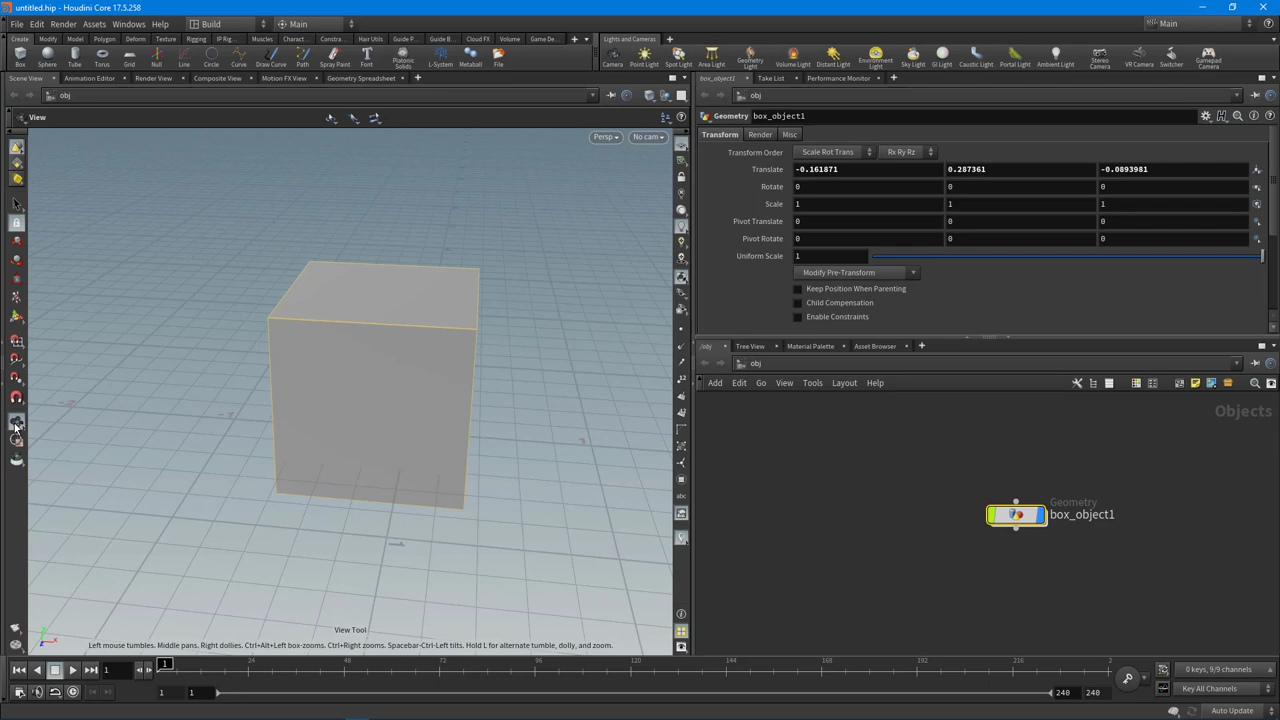 untitled.hip - Houdini Core 17.5.258
File Edit Render Assets Windows Help Build Main Main
Create Modify Model Polygon Deform Texture Rigging IP Rig... Muscles Charact... Constra... Hair Utils Guide P... Guide B... Cloud FX Volume Game De... Lights and Cameras
Box Sphere Tube Torus Grid Null Line Circle Curve Draw Curve Path Spray Paint Font Platonic Solids L-System Metaball File Camera Point Light Spot Light Area Light Geometry Light Volume Light Distant Light Environment Light Sky Light GI Light Caustic Light Portal Light Ambient Light Stereo Camera VR Camera Switcher Gamepad Camera
Scene View Animation Editor Render View Composite View Motion FX View Geometry Spreadsheet box_object1 Take List Performance Monitor
obj obj
View
Geometry box_object1
Persp No cam
Transform Render Misc
Transform Order Scale Rot Trans Rx Ry Rz
Translate -0.161871 0.287361 -0.0893981
Rotate 0 0 0
Scale 1 1 1
Pivot Translate 0 0 0
Pivot Rotate 0 0 0
Uniform Scale 1
Modify Pre-Transform
Keep Position When Parenting
Child Compensation
Enable Constraints
/obj Tree View Material Palette Asset Browser
obj
Add Edit Go View Tools Layout Help
Objects
Geometry
box_object1
abc
View Tool
Left mouse tumbles. Middle pans. Right dollies. Ctrl+Alt+Left box-zooms. Ctrl+Right zooms. Spacebar-Ctrl-Left tilts. Hold L for alternate tumble, dolly, and zoom.
1 1 24 48 72 96 120 144 168 192 216 2 0 keys, 9/9 channels
1 1 240 240 Key All Channels
Auto Update